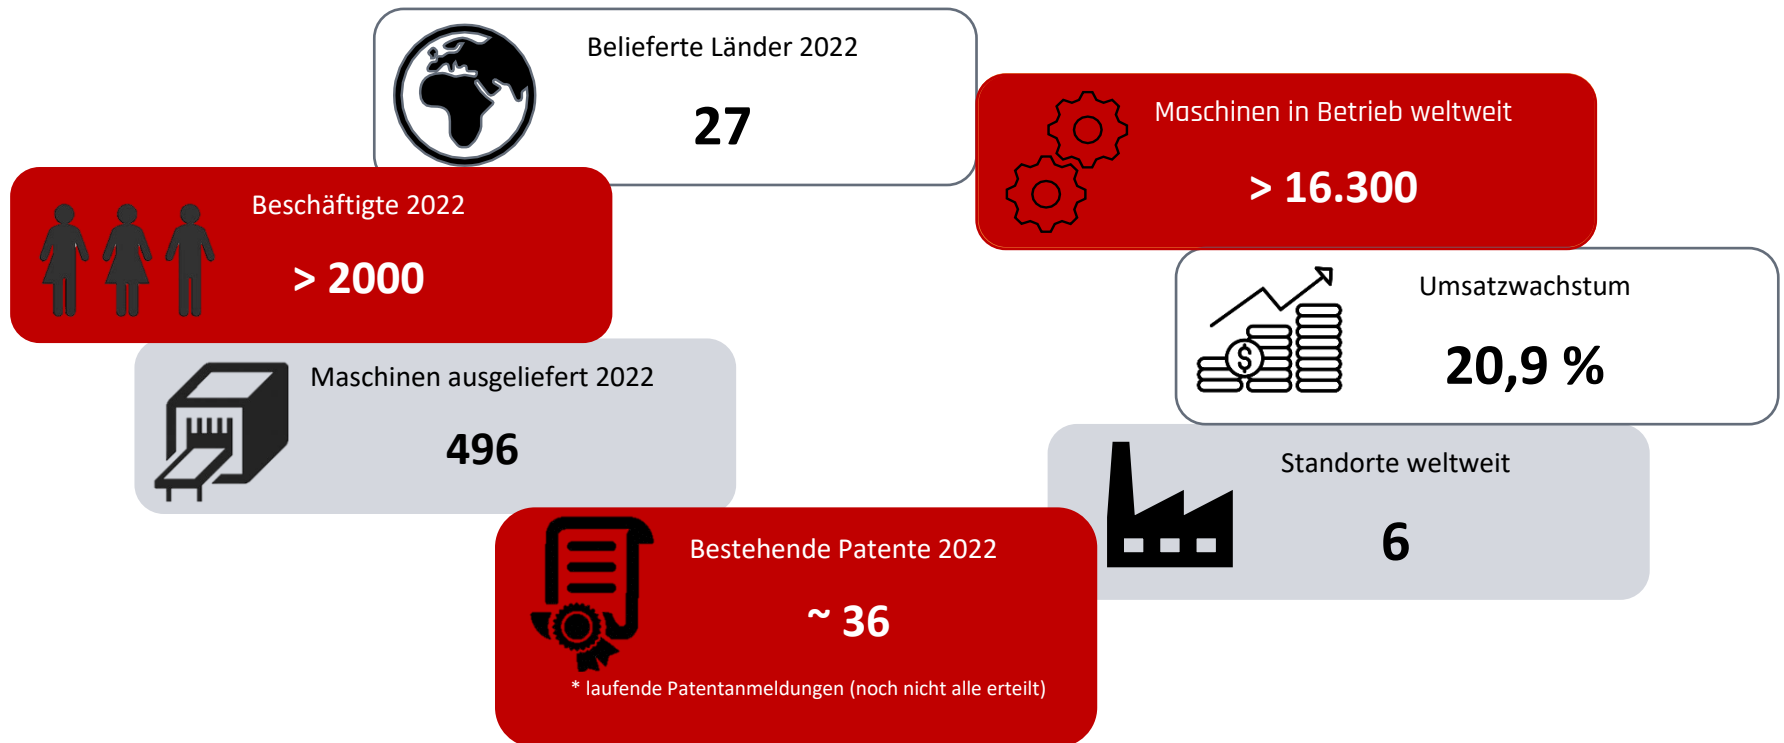 Belieferte Länder 2022
27
Maschinen in Betrieb weltweit
> 16.300
Beschäftigte 2022
> 2000
Umsatzwachstum
20,9 %
$
Maschinen ausgeliefert 2022
496
Standorte weltweit
6
Bestehende Patente 2022
~ 36
* laufende Patentanmeldungen (noch nicht alle erteilt)